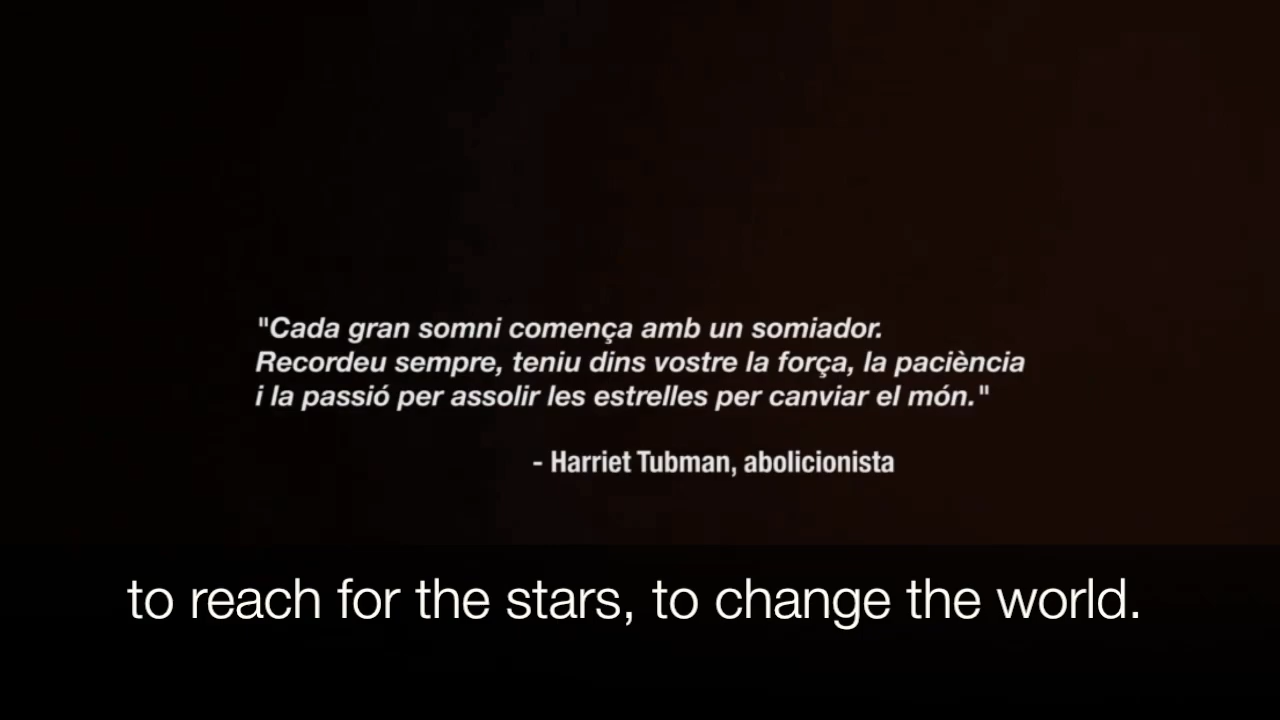 "Cada gran somni comença amb un somiador.
Recordeu sempre, teniu dins vostre la força, la paciència
i la passió per assolir les estrelles per canviar el món."
- Harriet Tubman, abolicionista
to reach for the stars, to change the world.